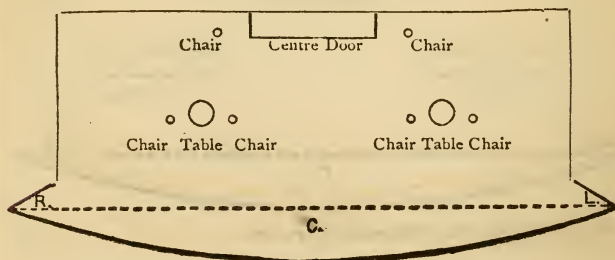 Chair Centre Door Chair
Chair Table Chair Chair Table Chair
R. L.
C.